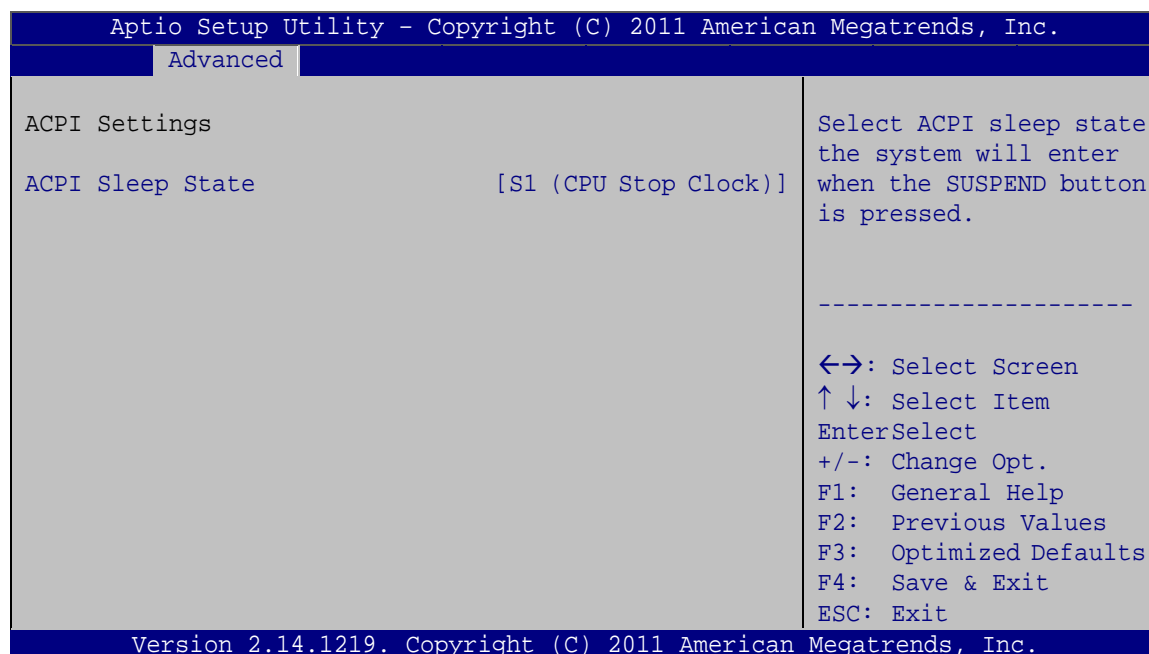 Aptio Setup Utility – Copyright (C) 2011 American Megatrends, Inc.
Advanced
ACPI Settings
ACPI Sleep State [S1 (CPU Stop Clock)]
Select ACPI sleep state
the system will enter
when the SUSPEND button
is pressed.
----------------------
←→: Select Screen
↑ ↓: Select Item
EnterSelect
+/-: Change Opt.
F1: General Help
F2: Previous Values
F3: Optimized Defaults
F4: Save & Exit
ESC: Exit
Version 2.14.1219. Copyright (C) 2011 American Megatrends, Inc.